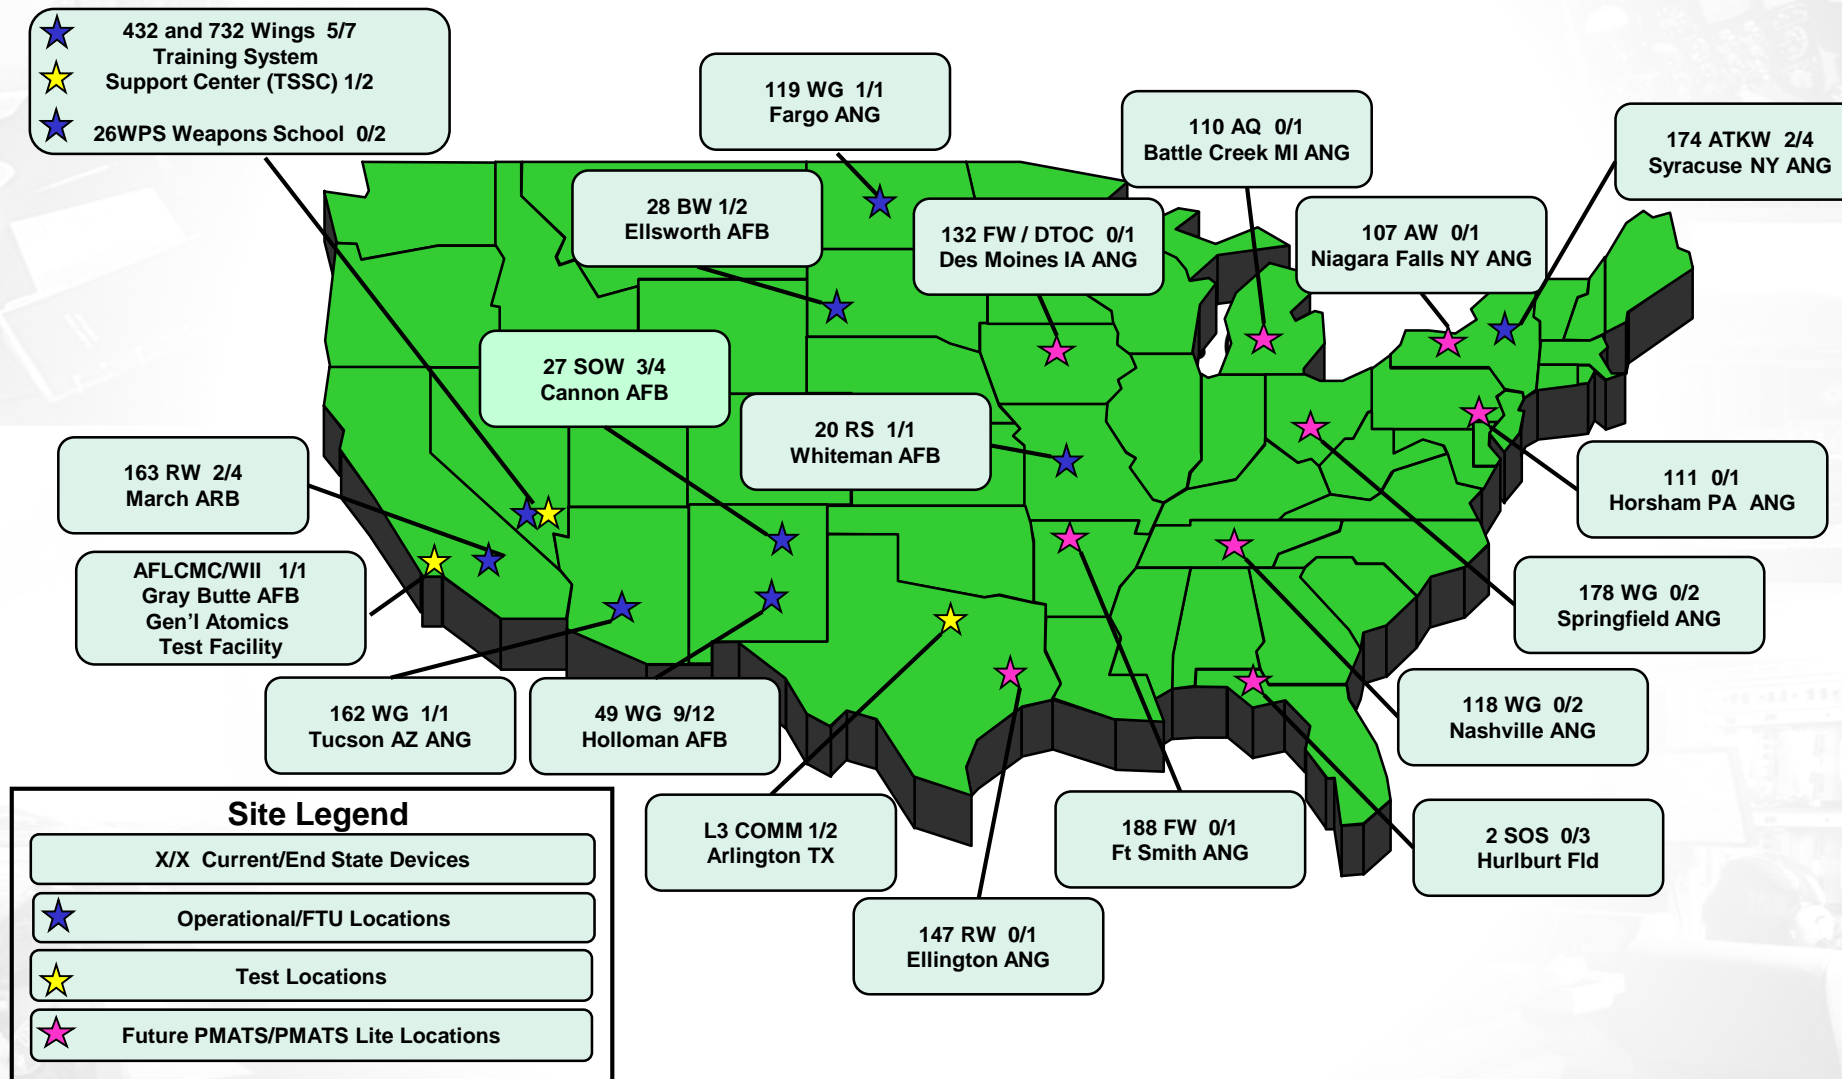 432 and 732 Wings 5/7
Training System
Support Center (TSSC) 1/2
26WPS Weapons School 0/2
119 WG 1/1
Fargo ANG
110 AQ 0/1
Battle Creek MI ANG
174 ATKW 2/4
Syracuse NY ANG
28 BW 1/2
Ellsworth AFB
132 FW / DTOC 0/1
Des Moines IA ANG
107 AW 0/1
Niagara Falls NY ANG
27 SOW 3/4
Cannon AFB
20 RS 1/1
Whiteman AFB
163 RW 2/4
March ARB
111 0/1
Horsham PA ANG
AFLCMC/WII 1/1
Gray Butte AFB
Gen'l Atomics
Test Facility
178 WG 0/2
Springfield ANG
162 WG 1/1
Tucson AZ ANG
49 WG 9/12
Holloman AFB
118 WG 0/2
Nashville ANG
L3 COMM 1/2
Arlington TX
188 FW 0/1
Ft Smith ANG
2 SOS 0/3
Hurlburt Fld
147 RW 0/1
Ellington ANG
Site Legend
X/X Current/End State Devices
Operational/FTU Locations
Test Locations
Future PMATS/PMATS Lite Locations